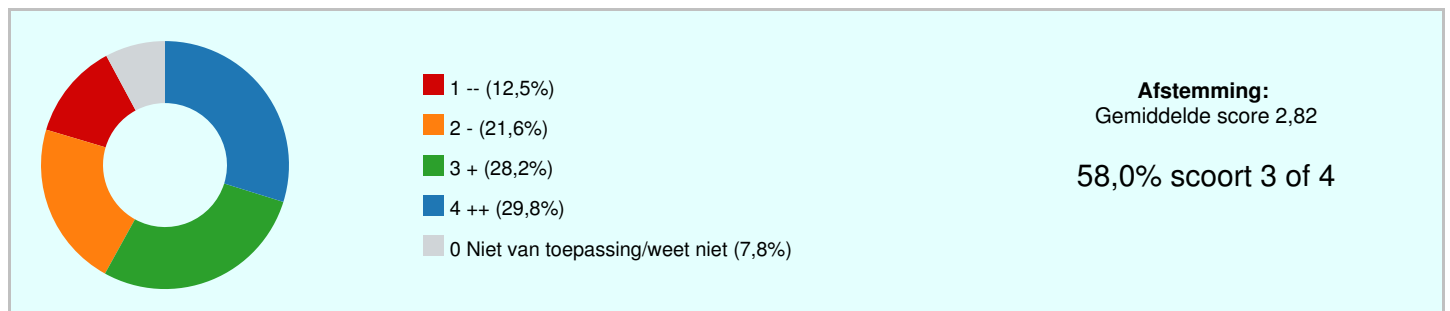 1 -- (12,5%)
2 - (21,6%)
3 + (28,2%)
4 ++ (29,8%)
0 Niet van toepassing/weet niet (7,8%)
Afstemming:
Gemiddelde score 2,82
58,0% scoort 3 of 4